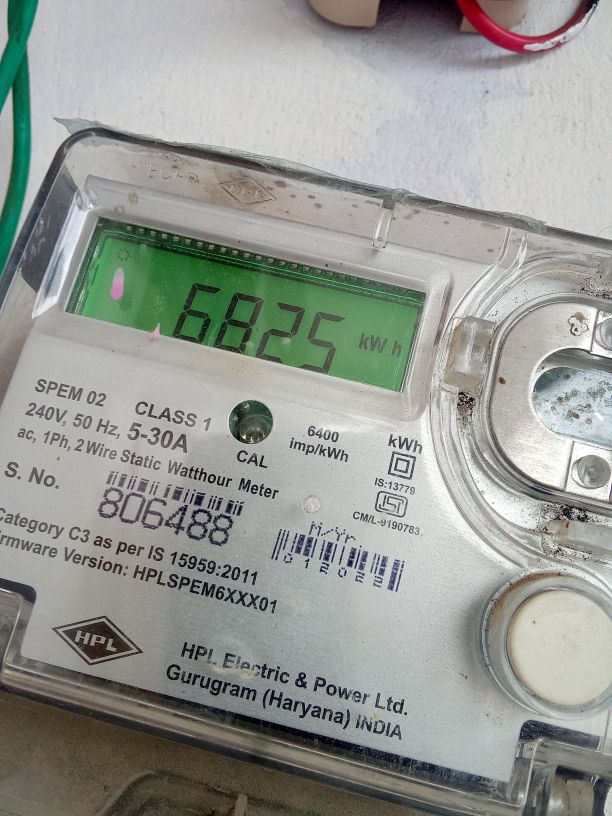 HPL
6825 kWh
SPEM 02 CLASS 1
240V, 50 Hz, 5-30A
ac, 1Ph, 2 Wire Static Watthour Meter
CAL
6400
imp/kWh
kWh
IS:13779
CM/L-9190783
S. No.
806488
M/Yr
Category C3 as per IS 15959:2011
Firmware Version: HPLSPEM6XXX01
HPL
HPL Electric & Power Ltd.
Gurugram (Haryana) INDIA